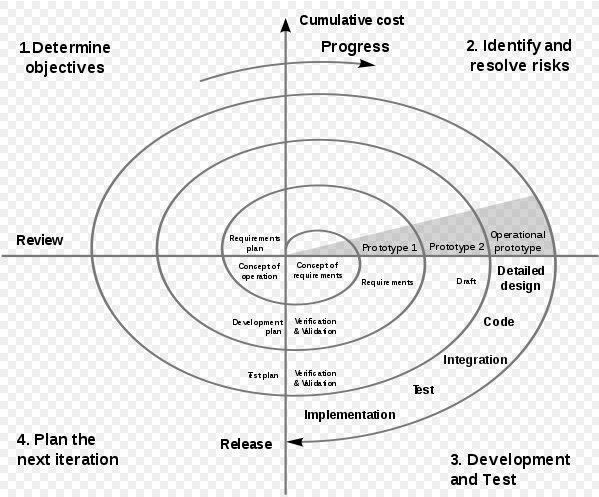 Cumulative cost
Progress
1.Determine
objectives
2. Identify and
resolve risks
Review
Requirements
plan
Concept of
operation
Concept of
requirements
Prototype 1
Prototype 2
Operational
prototype
Requirements
Draft
Detailed
design
Development
plan
Verification
& Validation
Code
Integration
Test plan
Verification
& Validation
Test
Implementation
Release
4. Plan the
next iteration
3. Development
and Test